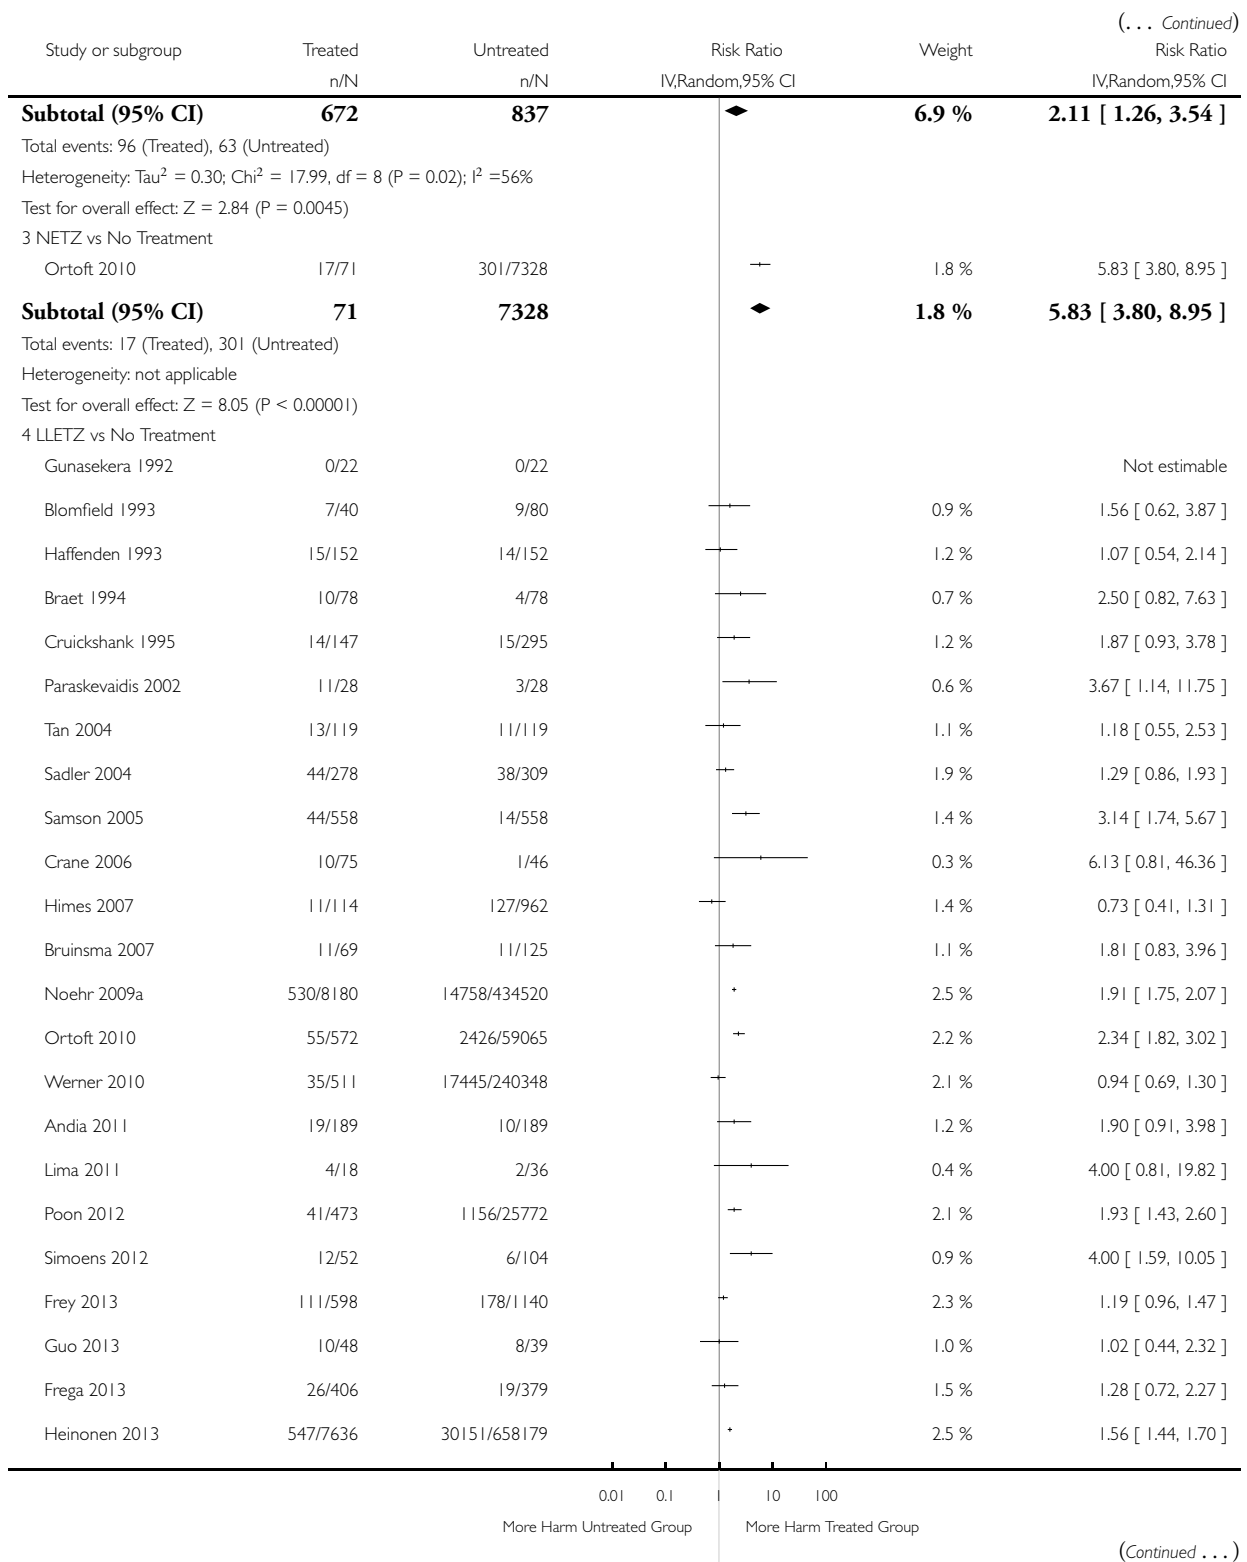 (... Continued)
Study or subgroup Treated Untreated Risk Ratio Weight Risk Ratio
n/N n/N IV,Random,95% CI IV,Random,95% CI
Subtotal (95% CI) 672 837 6.9 % 2.11 [ 1.26, 3.54 ]
Total events: 96 (Treated), 63 (Untreated)
Heterogeneity: Tau² = 0.30; Chi² = 17.99, df = 8 (P = 0.02); I² =56%
Test for overall effect: Z = 2.84 (P = 0.0045)
3 NETZ vs No Treatment
Ortoft 2010 17/71 301/7328 1.8 % 5.83 [ 3.80, 8.95 ]
Subtotal (95% CI) 71 7328 1.8 % 5.83 [ 3.80, 8.95 ]
Total events: 17 (Treated), 301 (Untreated)
Heterogeneity: not applicable
Test for overall effect: Z = 8.05 (P < 0.00001)
4 LLETZ vs No Treatment
Gunasekera 1992 0/22 0/22 Not estimable
Blomfield 1993 7/40 9/80 0.9 % 1.56 [ 0.62, 3.87 ]
Haffenden 1993 15/152 14/152 1.2 % 1.07 [ 0.54, 2.14 ]
Braet 1994 10/78 4/78 0.7 % 2.50 [ 0.82, 7.63 ]
Cruickshank 1995 14/147 15/295 1.2 % 1.87 [ 0.93, 3.78 ]
Paraskevaidis 2002 11/28 3/28 0.6 % 3.67 [ 1.14, 11.75 ]
Tan 2004 13/119 11/119 1.1 % 1.18 [ 0.55, 2.53 ]
Sadler 2004 44/278 38/309 1.9 % 1.29 [ 0.86, 1.93 ]
Samson 2005 44/558 14/558 1.4 % 3.14 [ 1.74, 5.67 ]
Crane 2006 10/75 1/46 0.3 % 6.13 [ 0.81, 46.36 ]
Himes 2007 11/114 127/962 1.4 % 0.73 [ 0.41, 1.31 ]
Bruinsma 2007 11/69 11/125 1.1 % 1.81 [ 0.83, 3.96 ]
Noehr 2009a 530/8180 14758/434520 2.5 % 1.91 [ 1.75, 2.07 ]
Ortoft 2010 55/572 2426/59065 2.2 % 2.34 [ 1.82, 3.02 ]
Werner 2010 35/511 17445/240348 2.1 % 0.94 [ 0.69, 1.30 ]
Andia 2011 19/189 10/189 1.2 % 1.90 [ 0.91, 3.98 ]
Lima 2011 4/18 2/36 0.4 % 4.00 [ 0.81, 19.82 ]
Poon 2012 41/473 1156/25772 2.1 % 1.93 [ 1.43, 2.60 ]
Simoens 2012 12/52 6/104 0.9 % 4.00 [ 1.59, 10.05 ]
Frey 2013 111/598 178/1140 2.3 % 1.19 [ 0.96, 1.47 ]
Guo 2013 10/48 8/39 1.0 % 1.02 [ 0.44, 2.32 ]
Frega 2013 26/406 19/379 1.5 % 1.28 [ 0.72, 2.27 ]
Heinonen 2013 547/7636 30151/658179 2.5 % 1.56 [ 1.44, 1.70 ]
0.01 0.1 1 10 100
More Harm Untreated Group More Harm Treated Group
(Continued ...)